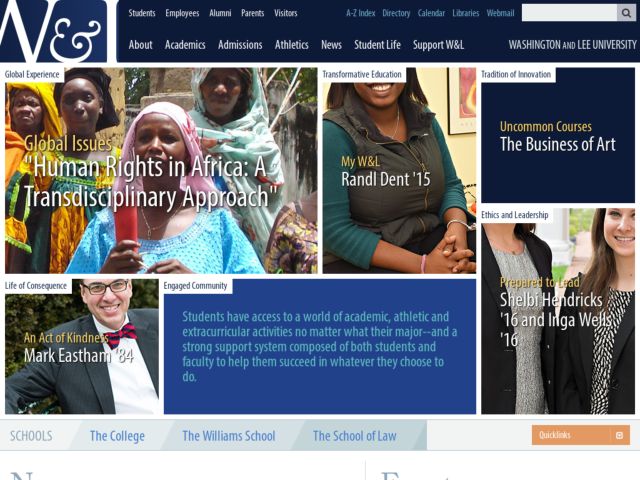 W&L
Students Employees Alumni Parents Visitors
A-Z Index Directory Calendar Libraries Webmail
About Academics Admissions Athletics News Student Life Support W&L
WASHINGTON AND LEE UNIVERSITY
Global Experience
Global Issues
"Human Rights in Africa: A
Transdisciplinary Approach"
Transformative Education
My W&L
Randl Dent '15
Tradition of Innovation
Uncommon Courses
The Business of Art
Ethics and Leadership
Prepared to Lead
Shelbi Hendricks
'16 and Inga Wells
'16
Life of Consequence
An Act of Kindness
Mark Eastham '84
Engaged Community
Students have access to a world of academic, athletic and
extracurricular activities no matter what their major--and a
strong support system composed of both students and
faculty to help them succeed in whatever they choose to
do.
SCHOOLS
The College
The Williams School
The School of Law
Quicklinks